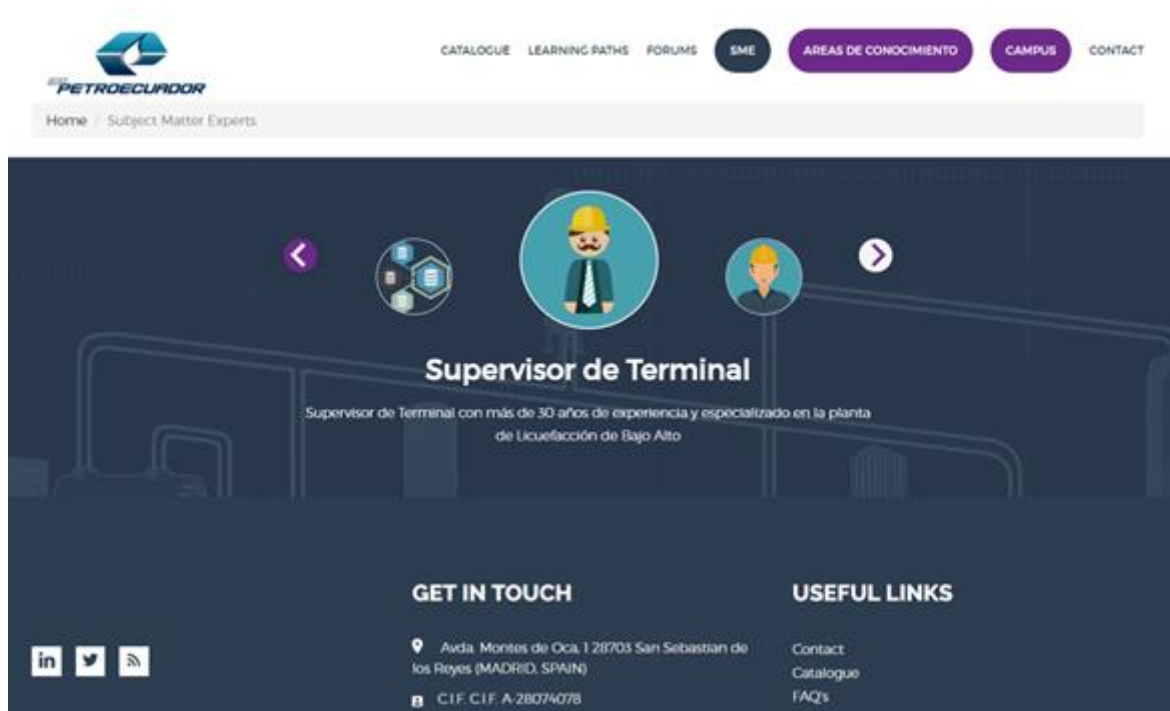 CATALOGUE LEARNING PATHS FORUMS SME AREAS DE CONOCIMIENTO CAMPUS CONTACT
EP PETROECUADOR
Home / Subject Matter Experts
Supervisor de Terminal
Supervisor de Terminal con más de 30 años de experiencia y especializado en la planta
de Licuefacción de Bajo Alto
GET IN TOUCH
Avda. Montes de Oca, 1 28703 San Sebastian de
los Reyes (MADRID, SPAIN)
C.I.F. C.I.F. A-28074078
USEFUL LINKS
Contact
Catalogue
FAQ's
in